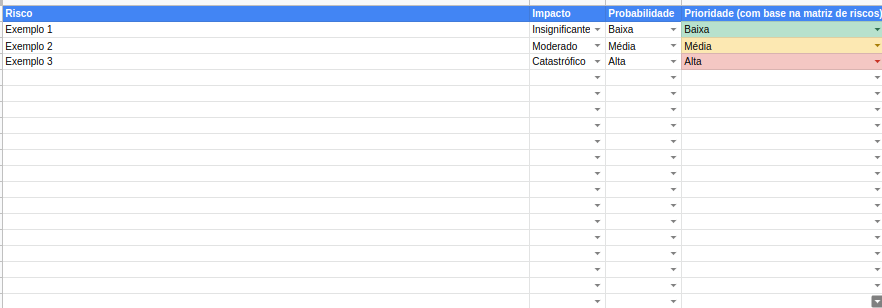 Risco Impacto Probabilidade Prioridade (com base na matriz de riscos)
Exemplo 1 Insignificante Baixa Baixa
Exemplo 2 Moderado Média Média
Exemplo 3 Catastrófico Alta Alta